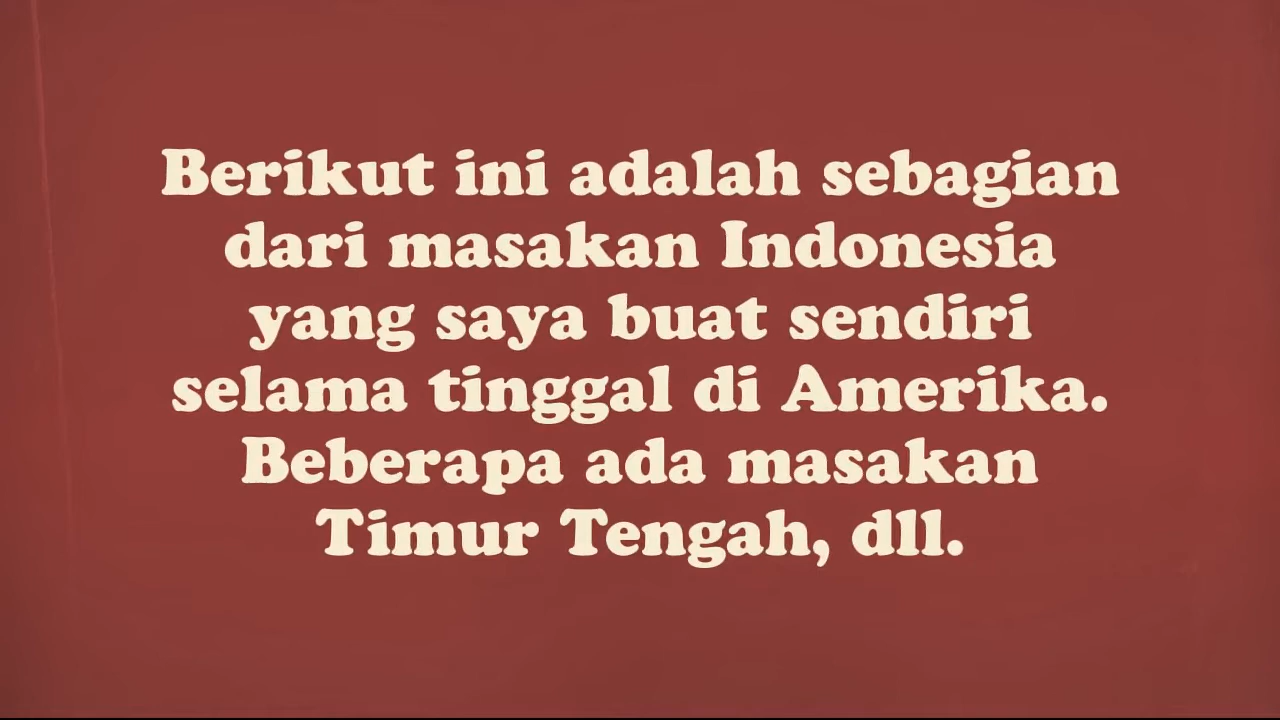 Berikut ini adalah sebagian
dari masakan Indonesia
yang saya buat sendiri
selama tinggal di Amerika.
Beberapa ada masakan
Timur Tengah, dll.